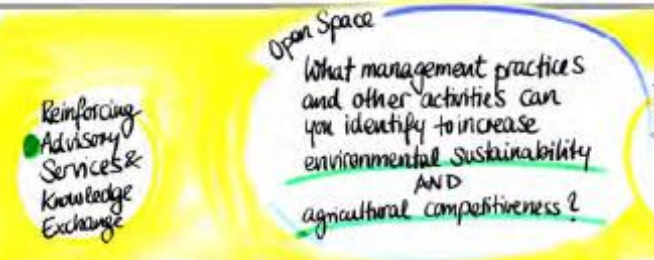 Reinforcing
Advisory
Services &
Knowledge
Exchange
Open Space
What management practices
and other activities can
you identify to increase
environmental sustainability
AND
agricultural competitiveness?